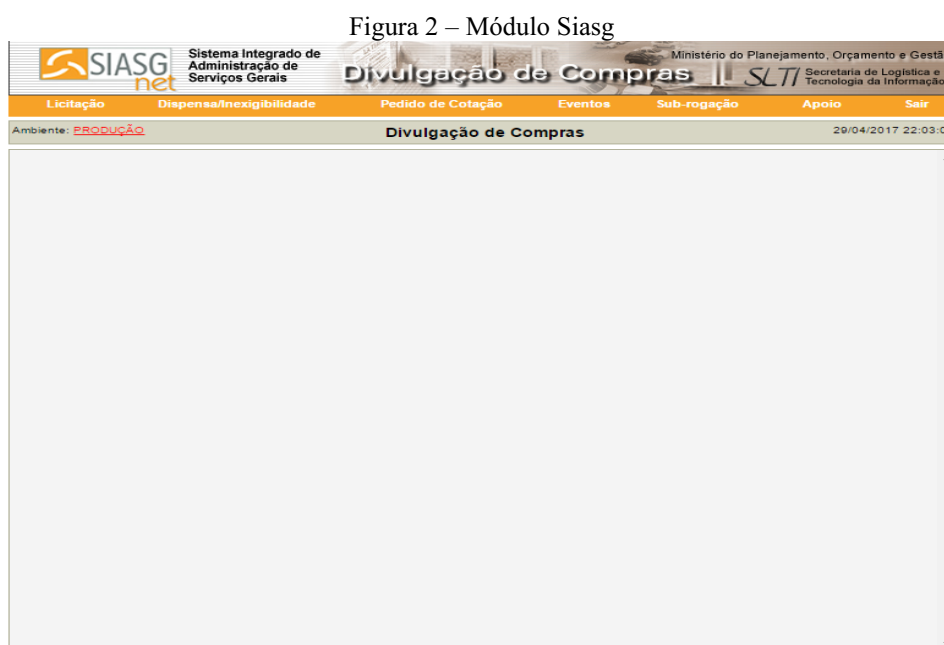 Figura 2 – Módulo Siasg
SIASG
net
Sistema Integrado de
Administração de
Serviços Gerais
Divulgação de Compras
Ministério do Planejamento, Orçamento e Gestã
SLTI
Secretaria de Logística e
Tecnologia da Informação
Licitação Dispensa/Inexigibilidade Pedido de Cotação Eventos Sub-rogação Apoio Sair
Ambiente: PRODUÇÃO Divulgação de Compras 29/04/2017 22:03:0